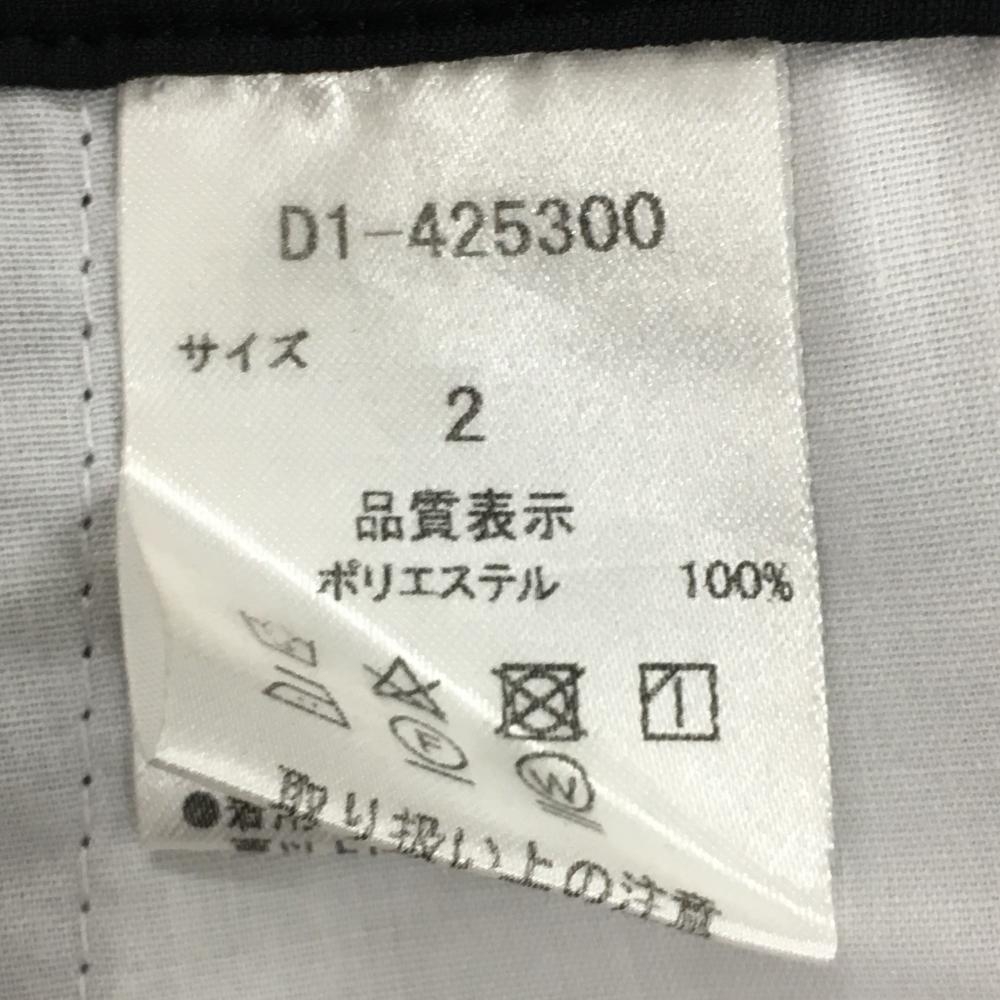 D1-425300
サイズ
2
品質表示
ポリエステル 100%
F
W
取り扱い上の注意